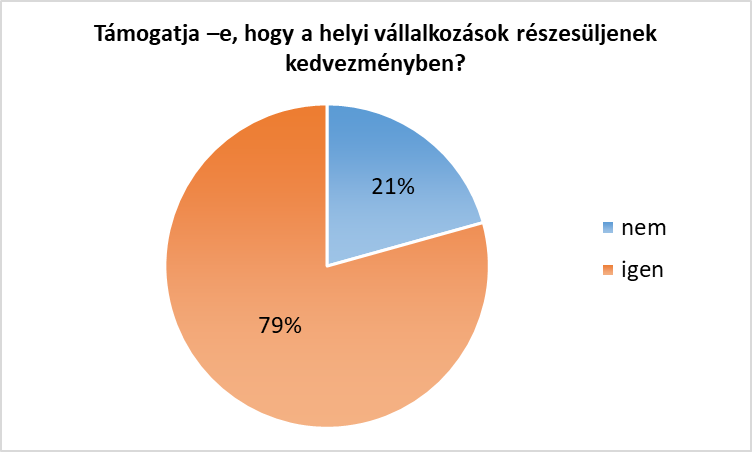 Támogatja –e, hogy a helyi vállalkozások részesüljenek
kedvezményben?
21%
79%
nem
igen